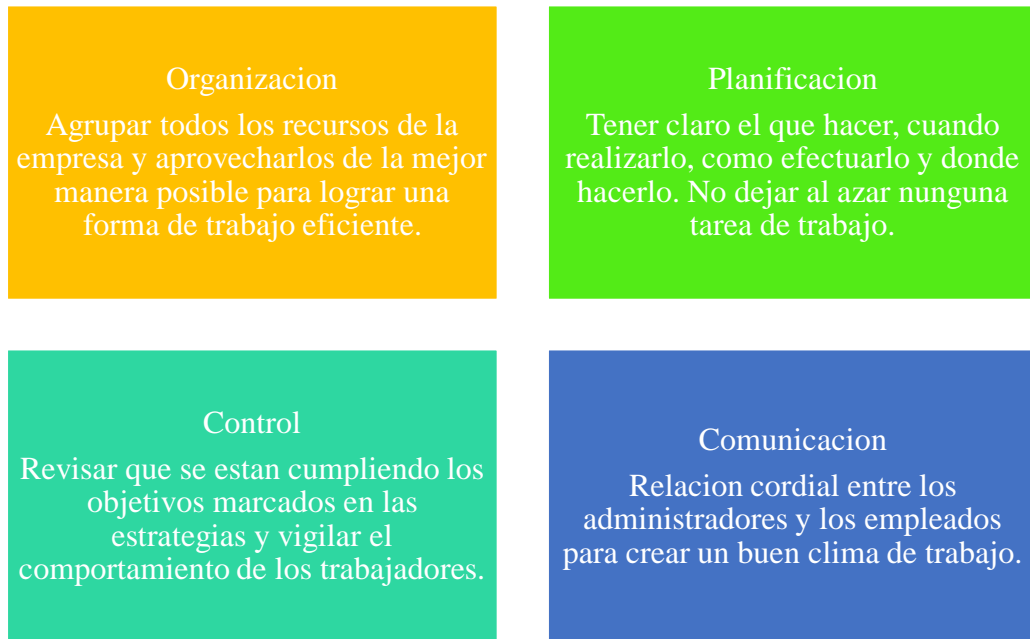 Organizacion
Agrupar todos los recursos de la
empresa y aprovecharlos de la mejor
manera posible para lograr una
forma de trabajo eficiente.
Planificacion
Tener claro el que hacer, cuando
realizarlo, como efectuarlo y donde
hacerlo. No dejar al azar nunguna
tarea de trabajo.
Control
Revisar que se estan cumpliendo los
objetivos marcados en las
estrategias y vigilar el
comportamiento de los trabajadores.
Comunicacion
Relacion cordial entre los
administradores y los empleados
para crear un buen clima de trabajo.